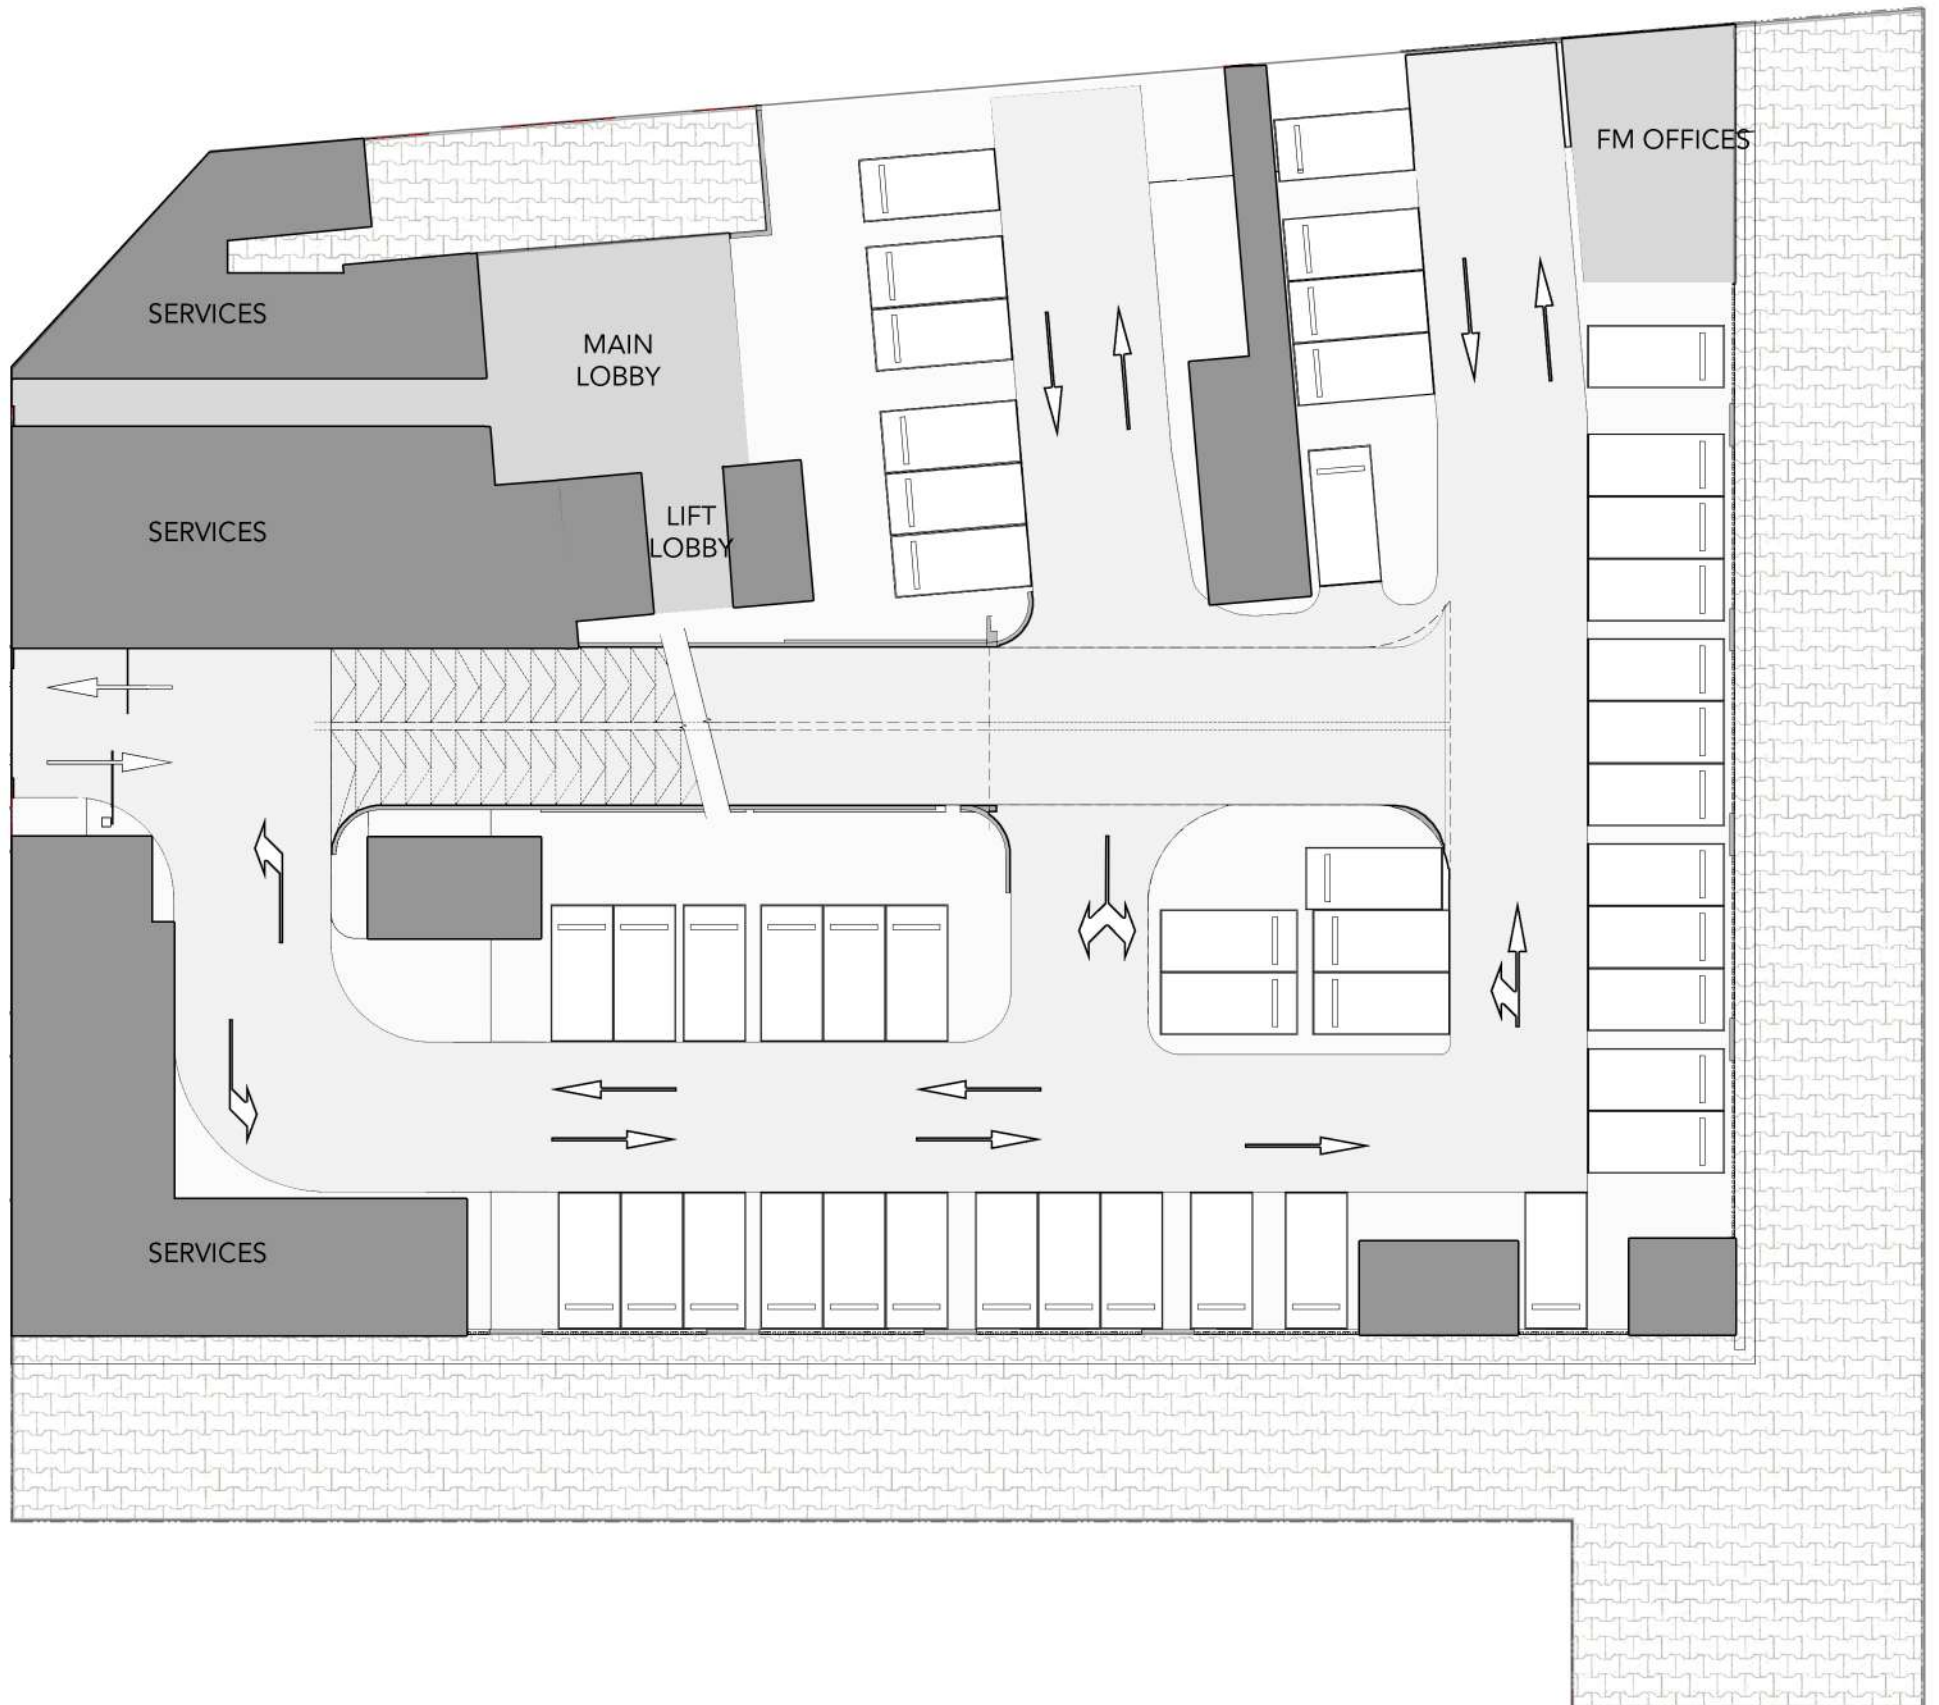 FM OFFICES
SERVICES
MAIN
LOBBY
SERVICES
LIFT
LOBBY
SERVICES